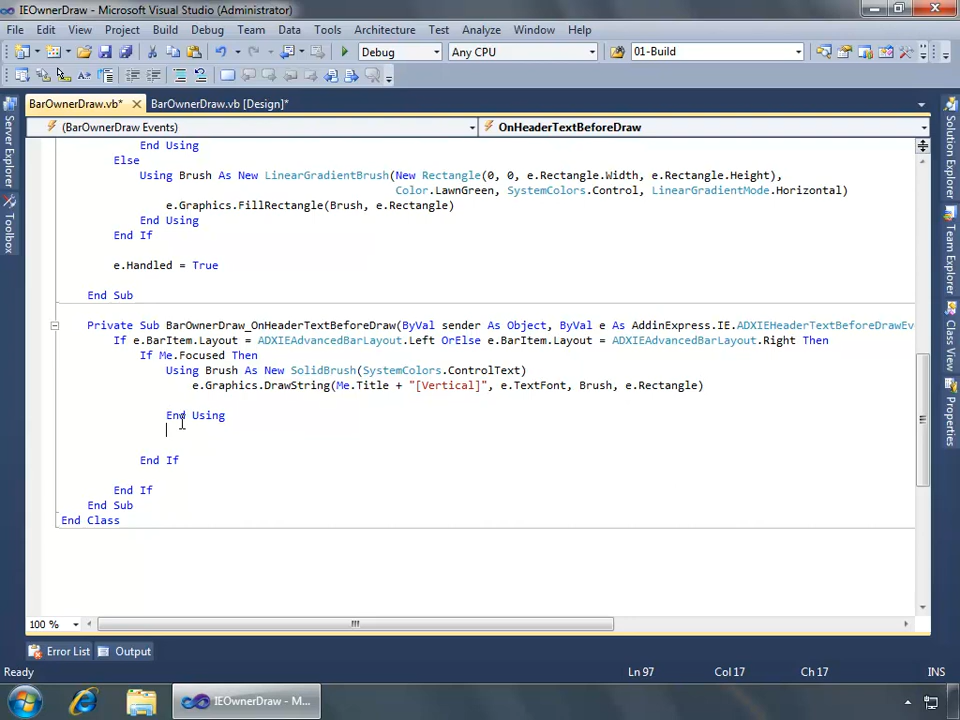 IEOwnerDraw - Microsoft Visual Studio (Administrator)
File Edit View Project Build Debug Team Data Tools Architecture Test Analyze Window Help
Debug Any CPU 01-Build
BarOwnerDraw.vb* BarOwnerDraw.vb [Design]*
(BarOwnerDraw Events) OnHeaderTextBeforeDraw
End Using
Else
Using Brush As New LinearGradientBrush(New Rectangle(0, 0, e.Rectangle.Width, e.Rectangle.Height),
Color.LawnGreen, SystemColors.Control, LinearGradientMode.Horizontal)
e.Graphics.FillRectangle(Brush, e.Rectangle)
End Using
End If
e.Handled = True
End Sub
Private Sub BarOwnerDraw_OnHeaderTextBeforeDraw(ByVal sender As Object, ByVal e As AddinExpress.IE.ADXIEHeaderTextBeforeDrawEv
If e.BarItem.Layout = ADXIEAdvancedBarLayout.Left OrElse e.BarItem.Layout = ADXIEAdvancedBarLayout.Right Then
If Me.Focused Then
Using Brush As New SolidBrush(SystemColors.ControlText)
e.Graphics.DrawString(Me.Title + "[Vertical]", e.TextFont, Brush, e.Rectangle)
End Using
End If
End If
End Sub
End Class
100 %
Error List Output
Ready Ln 97 Col 17 Ch 17 INS
IEOwnerDraw - M...
Server Explorer
Toolbox
Solution Explorer
Team Explorer
Class View
Properties